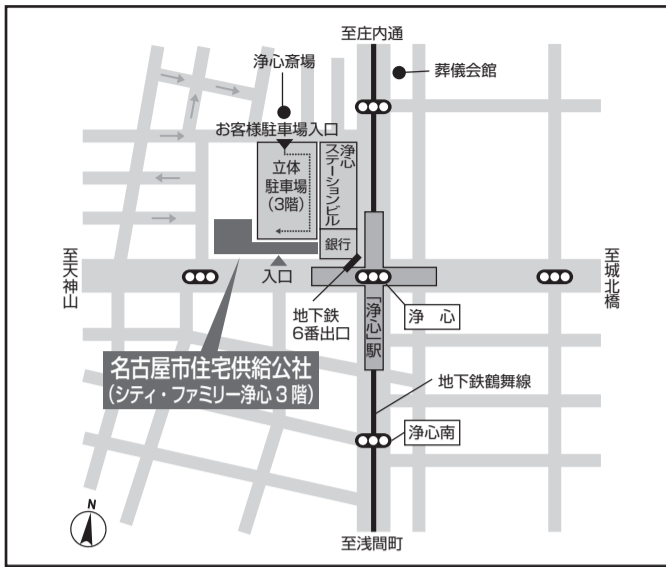 至庄内通
浄心斎場
葬儀会館
お客様駐車場入口
立体
駐車場
(3階)
浄心
ステーションビル
銀行
至天神山
至城北橋
入口
地下鉄
6番出口
「浄心」駅
浄 心
名古屋市住宅供給公社
(シティ・ファミリー浄心3階)
地下鉄鶴舞線
浄心南
N
至浅間町